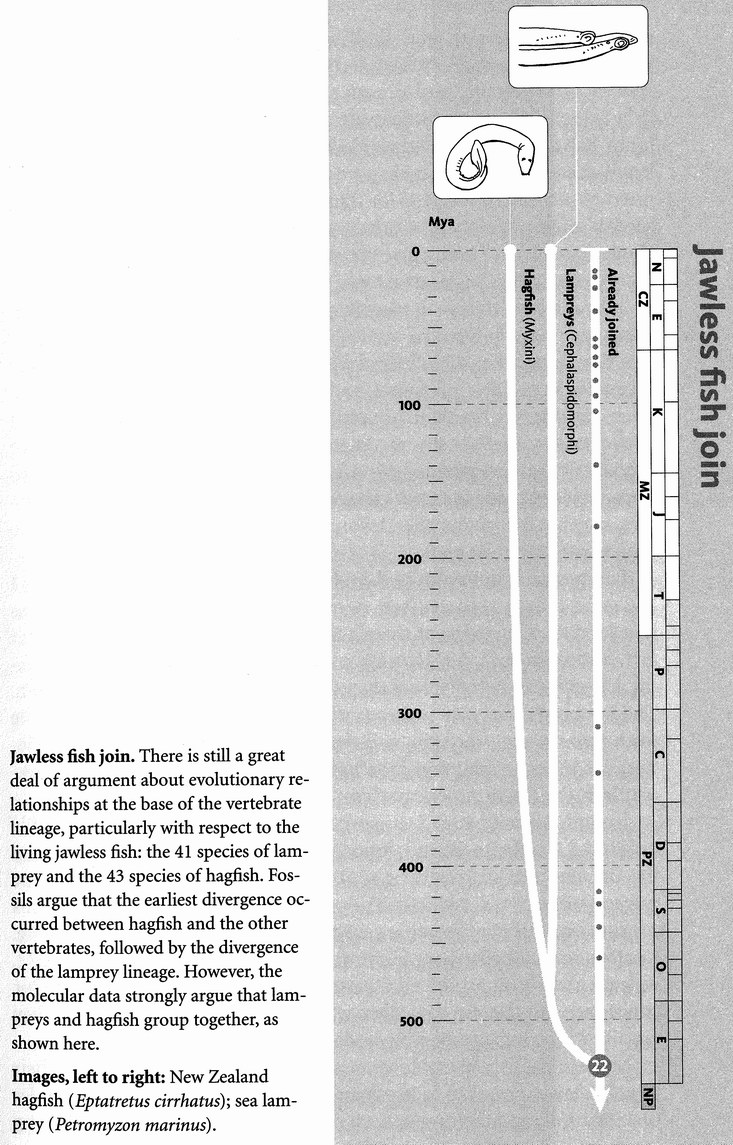 Jawless fish join
Mya
0
100
200
300
400
500
Hagfish (Myxini)
Lampreys (Cephalaspidomorphi)
Already joined
22
CZ
MZ
PZ
NP
N
E
K
J
T
P
C
D
S
O
E
Jawless fish join. There is still a great
deal of argument about evolutionary re-
lationships at the base of the vertebrate
lineage, particularly with respect to the
living jawless fish: the 41 species of lam-
prey and the 43 species of hagfish. Fos-
sils argue that the earliest divergence oc-
curred between hagfish and the other
vertebrates, followed by the divergence
of the lamprey lineage. However, the
molecular data strongly argue that lam-
preys and hagfish group together, as
shown here.
Images, left to right: New Zealand
hagfish (Eptatretus cirrhatus); sea lam-
prey (Petromyzon marinus).